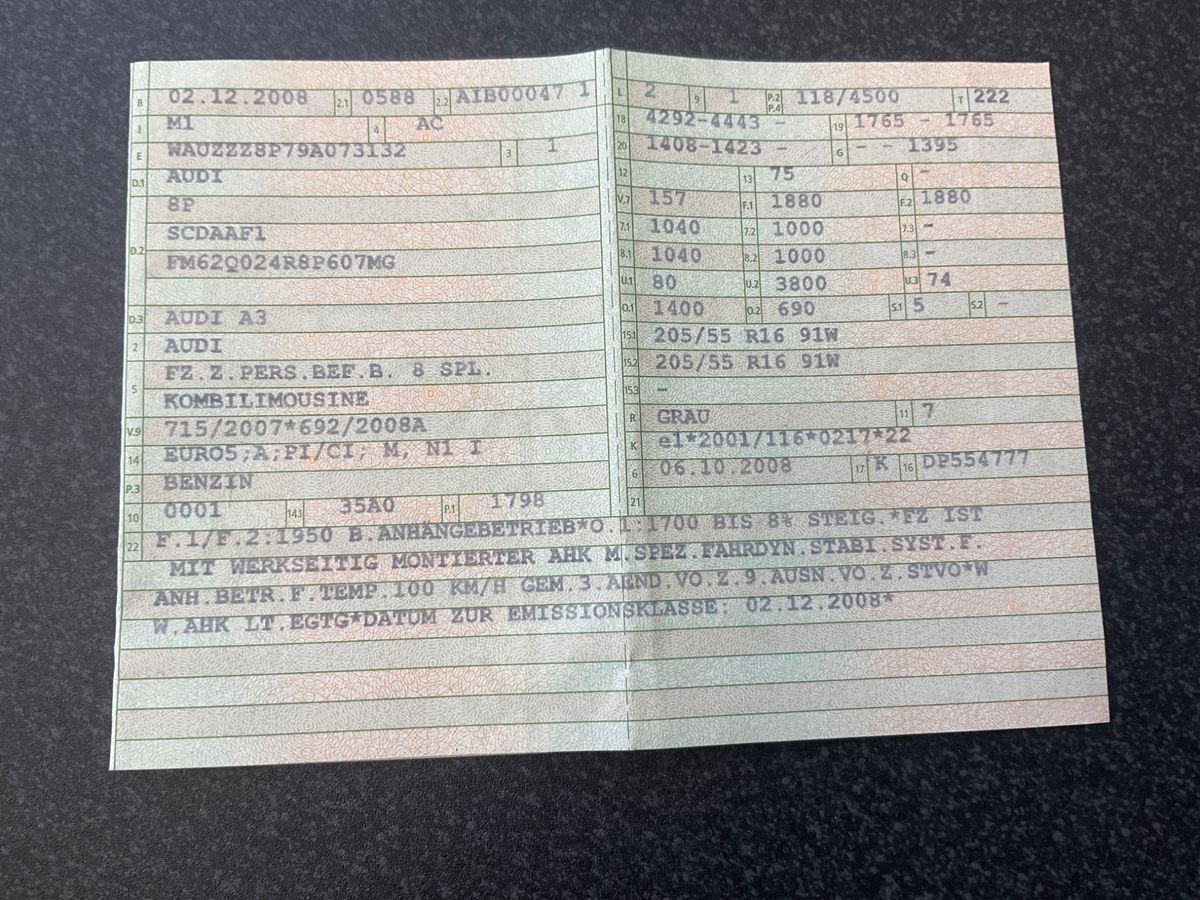 B 02.12.2008 2.1 0588 2.2 AIB00047 1
J M1 4 AC
E WAUZZZ8P79A073132 3 1
D.1 AUDI
8P
D.2 SCDAAF1
FM62Q024R8P607MG
D.3 AUDI A3
2 AUDI
5 FZ.Z.PERS.BEF.B. 8 SPL.
KOMBILIMOUSINE
V.9 715/2007*692/2008A
14 EURO5;A;PI/CI; M, N1 I
P.3 BENZIN
10 0001 14.1 35A0 P.1 1798
L 2 9 1 P.2 P.4 118/4500 T 222
18 4292-4443 - 19 1765 - 1765
20 1408-1423 - G - - 1395
12 13 75 Q -
V.7 157 F.1 1880 F.2 1880
7.1 1040 7.2 1000 7.3 -
8.1 1040 8.2 1000 8.3 -
U.1 80 U.2 3800 U.3 74
O.1 1400 O.2 690 S.1 5 S.2 -
15.1 205/55 R16 91W
15.2 205/55 R16 91W
15.3 -
R GRAU 11 7
K e1*2001/116*0217*22
6 06.10.2008 17 K 16 DP554777
21
22 F.1/F.2:1950 B.ANHÄNGEBETRIEB*O.1:1700 BIS 8% STEIG.*FZ IST
MIT WERKSEITIG MONTIERTER AHK M.SPEZ.FAHRDYN.STABI.SYST.F.
ANH.BETR.F.TEMP.100 KM/H GEM.3.AEND.VO.Z.9.AUSN.VO.Z.STVO*W
W.AHK LT.EGTG*DATUM ZUR EMISSIONSKLASSE: 02.12.2008*